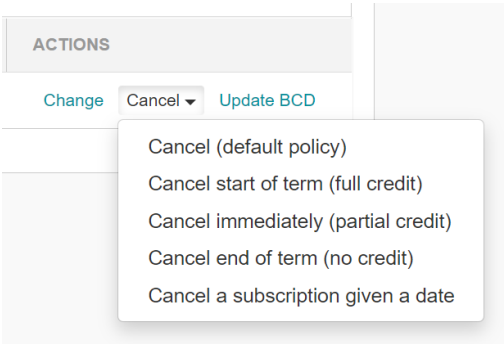 ACTIONS
Change Cancel Update BCD
Cancel (default policy)
Cancel start of term (full credit)
Cancel immediately (partial credit)
Cancel end of term (no credit)
Cancel a subscription given a date